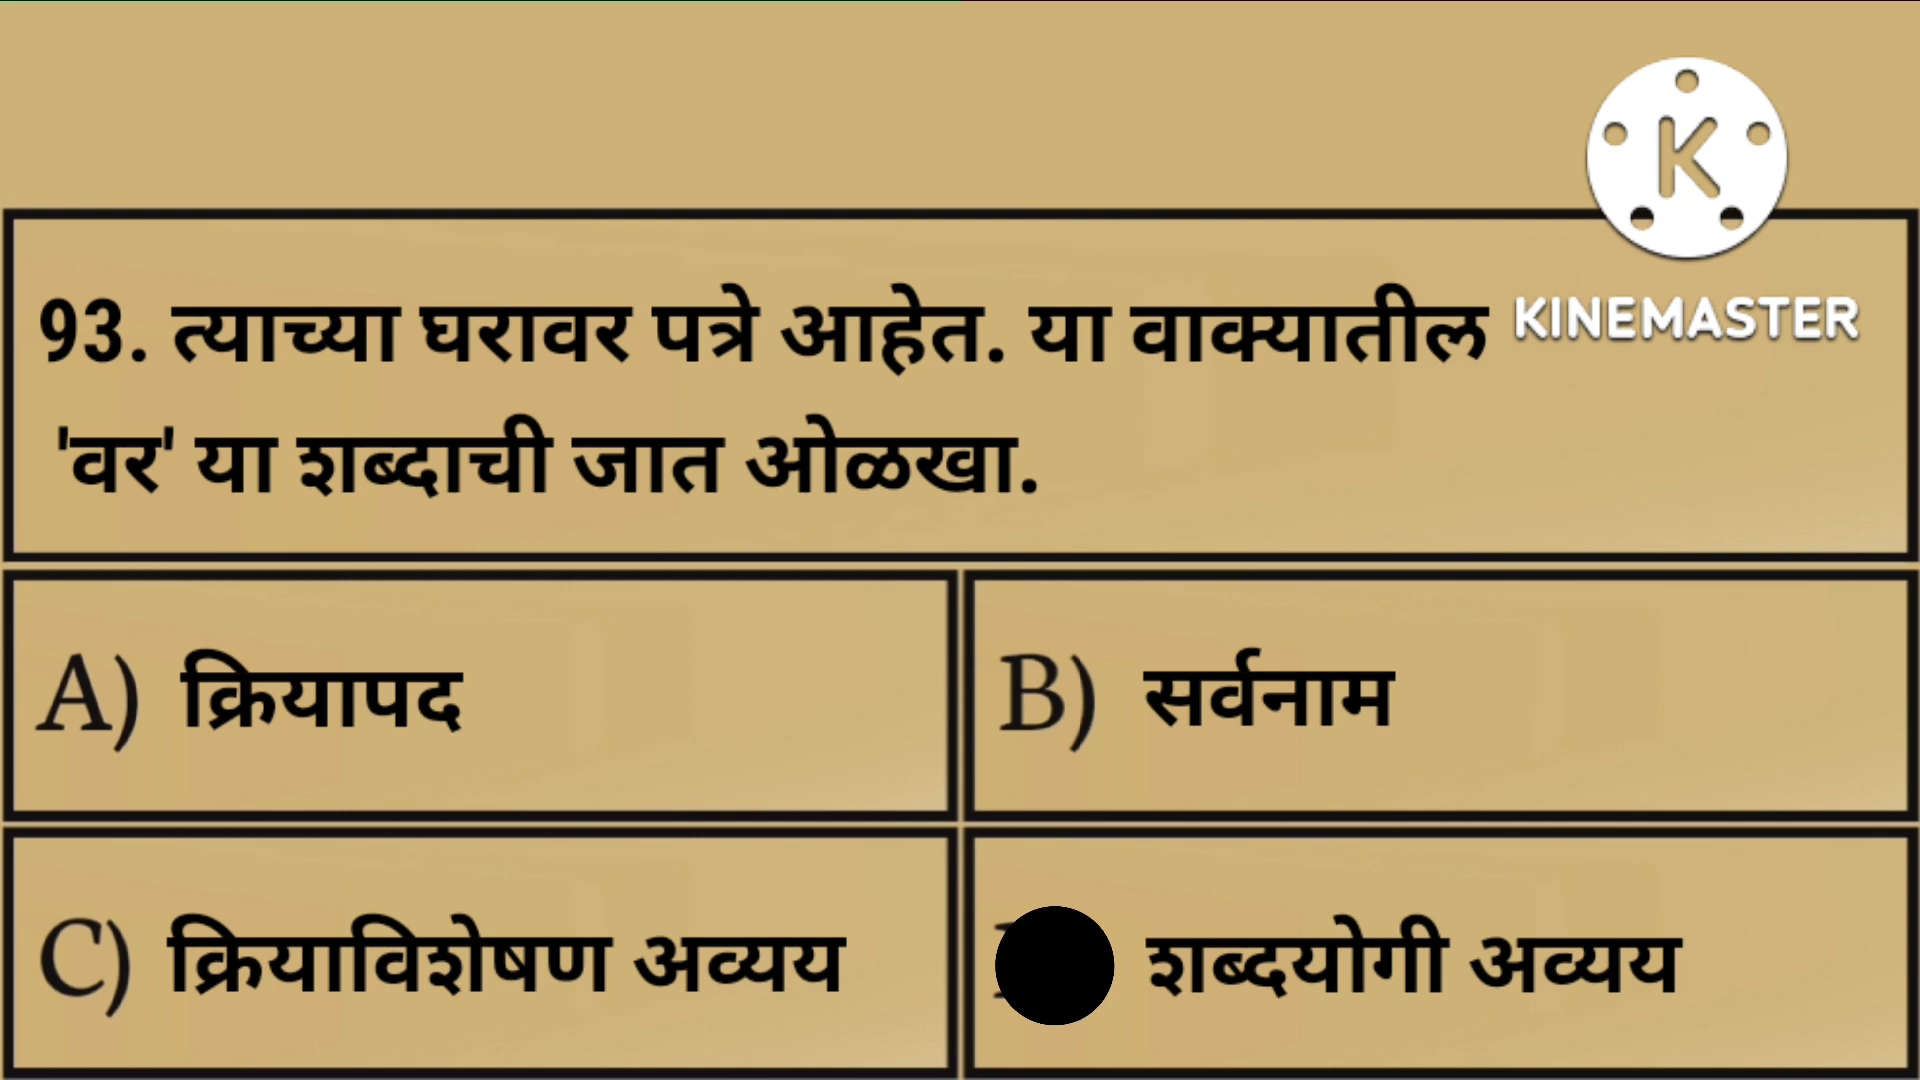 KINEMASTER
93. त्याच्या घरावर पत्रे आहेत. या वाक्यातील
'वर' या शब्दाची जात ओळखा.
A) क्रियापद
B) सर्वनाम
C) क्रियाविशेषण अव्यय
शब्दयोगी अव्यय